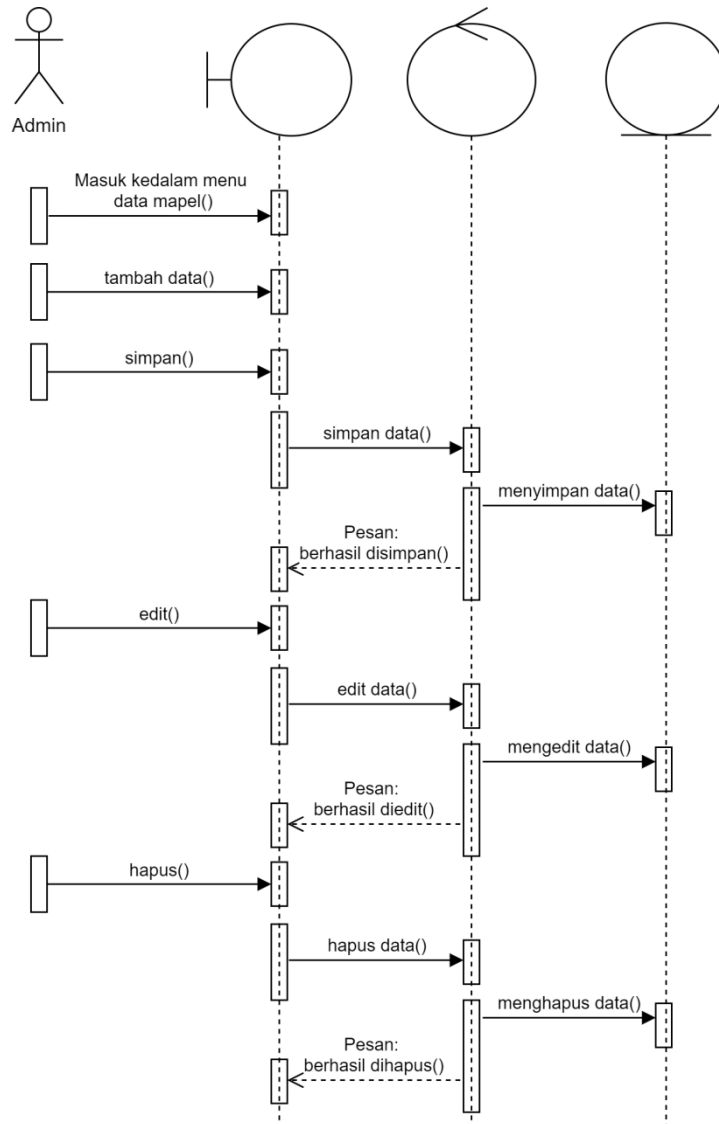 Admin
Masuk kedalam menu
data mapel()
tambah data()
simpan()
simpan data()
menyimpan data()
Pesan:
berhasil disimpan()
edit()
edit data()
mengedit data()
Pesan:
berhasil diedit()
hapus()
hapus data()
menghapus data()
Pesan:
berhasil dihapus()